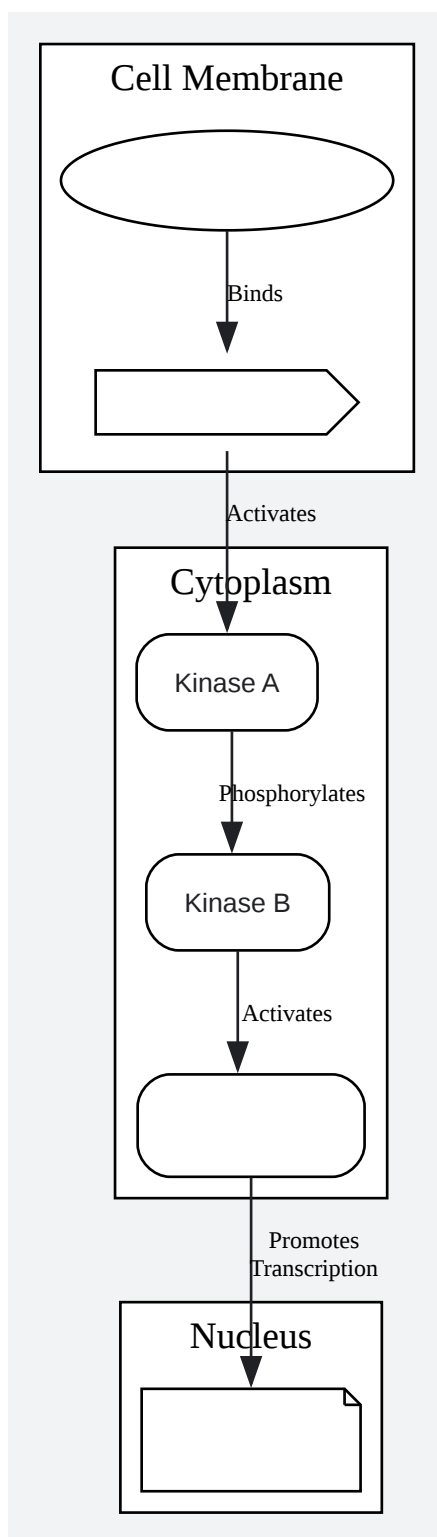 Cell Membrane
Binds
Activates
Cytoplasm
Kinase A
Phosphorylates
Kinase B
Activates
Promotes
Transcription
Nucleus